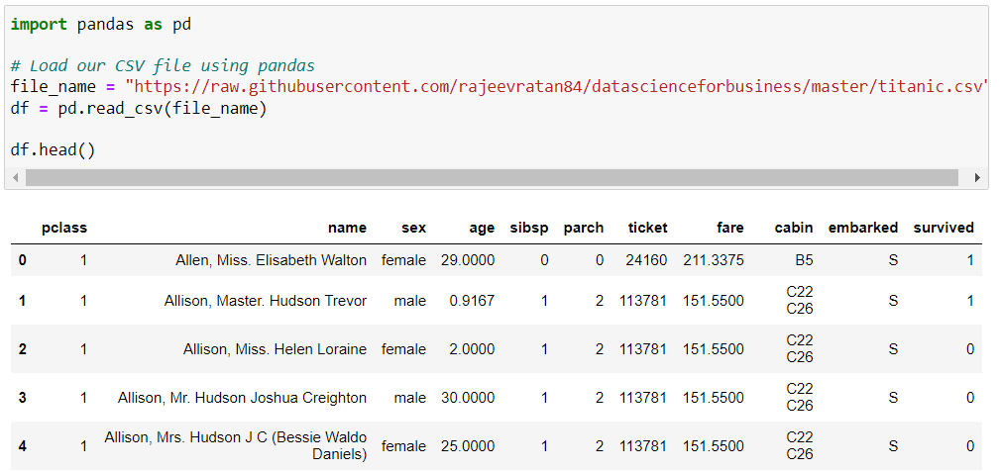 import pandas as pd
# Load our CSV file using pandas
file_name = "https://raw.githubusercontent.com/rajeevratan84/datascienceforbusiness/master/titanic.csv"
df = pd.read_csv(file_name)
df.head()
pclass name sex age sibsp parch ticket fare cabin embarked survived
0 1 Allen, Miss. Elisabeth Walton female 29.0000 0 0 24160 211.3375 B5 S 1
1 1 Allison, Master. Hudson Trevor male 0.9167 1 2 113781 151.5500 C22
C26 S 1
2 1 Allison, Miss. Helen Loraine female 2.0000 1 2 113781 151.5500 C22
C26 S 0
3 1 Allison, Mr. Hudson Joshua Creighton male 30.0000 1 2 113781 151.5500 C22
C26 S 0
4 1 Allison, Mrs. Hudson J C (Bessie Waldo
Daniels) female 25.0000 1 2 113781 151.5500 C22
C26 S 0